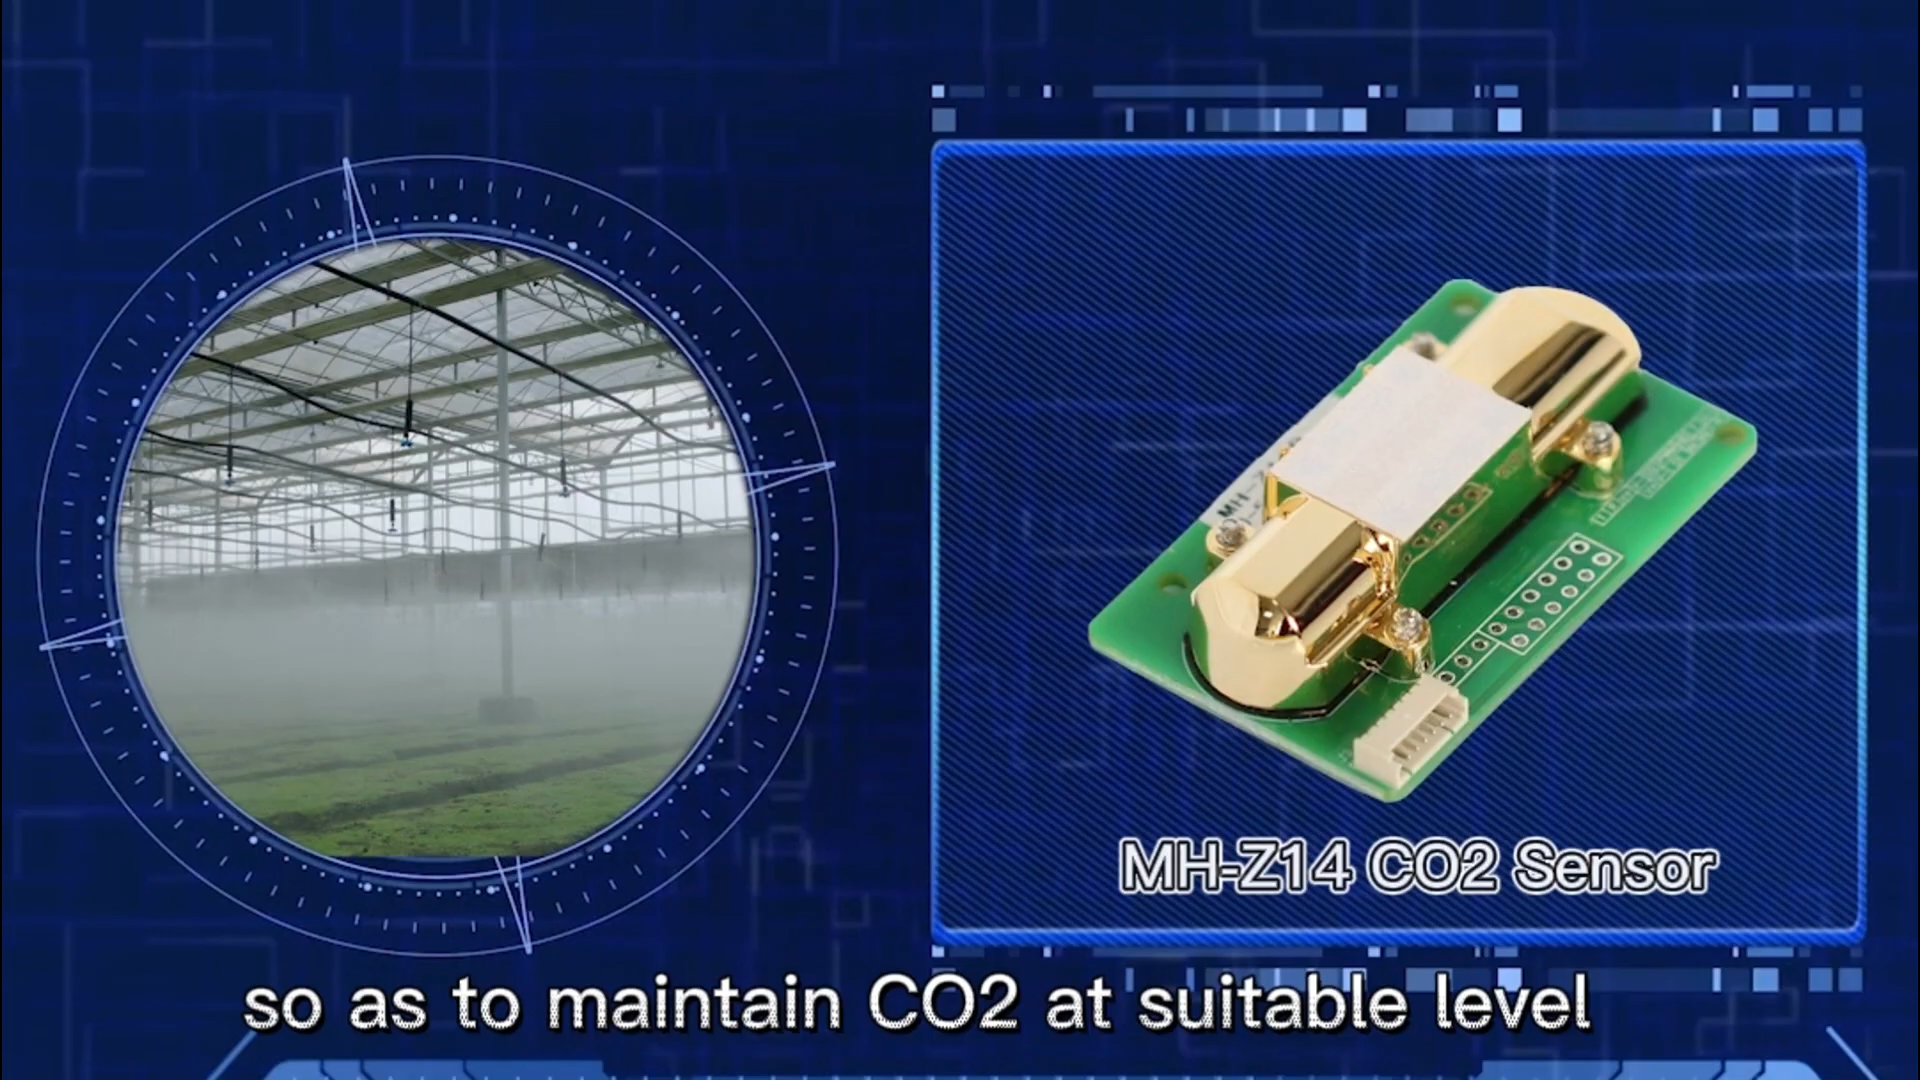 MH-Z14 CO2 Sensor
so as to maintain CO2 at suitable level